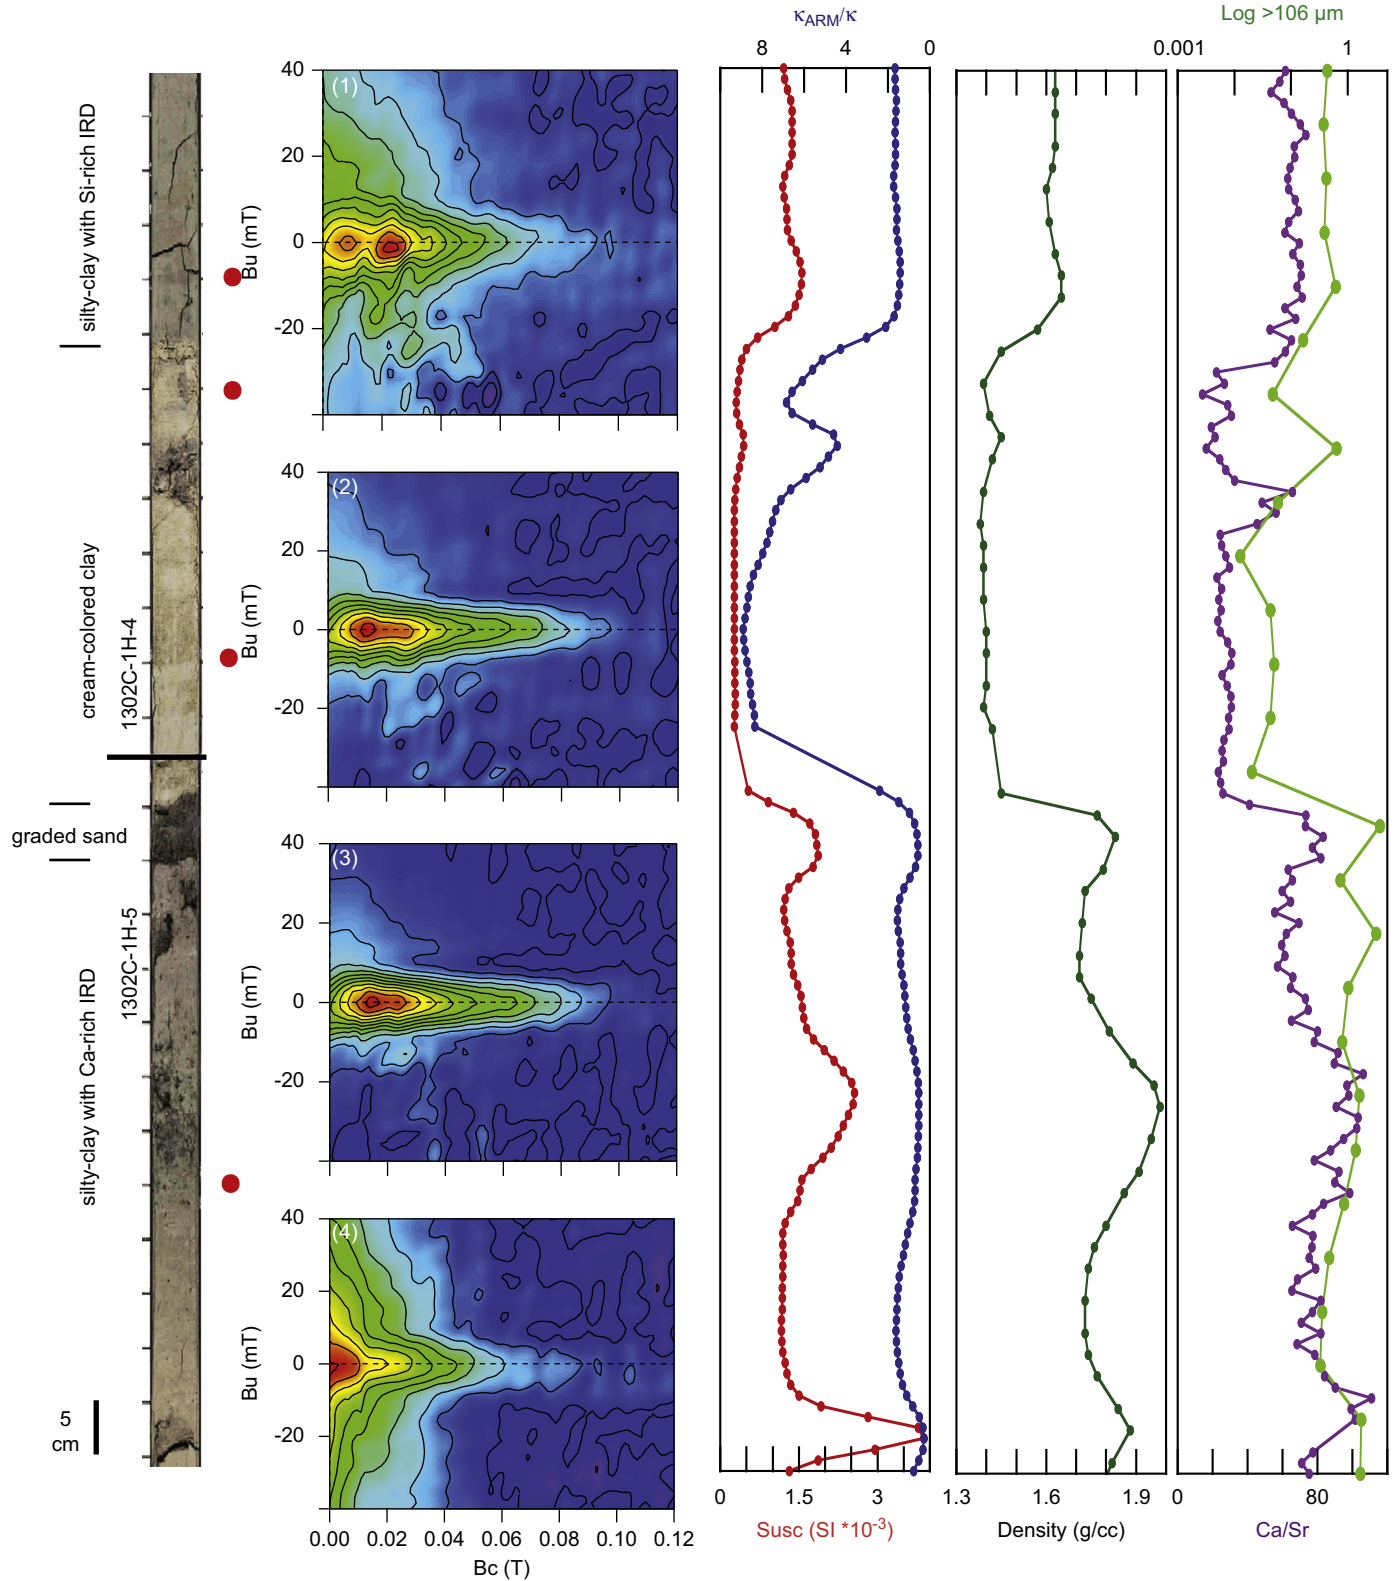 κARM/κ
Log >106 µm
8 4 0
0.001 1
silty-clay with Si-rich IRD
cream-colored clay
1302C-1H-4
graded sand
1302C-1H-5
silty-clay with Ca-rich IRD
5
cm
(1)
40
20
0
-20
Bu (mT)
(2)
40
20
0
-20
Bu (mT)
(3)
40
20
0
-20
Bu (mT)
(4)
40
20
0
-20
Bu (mT)
0.00 0.02 0.04 0.06 0.08 0.10 0.12
Bc (T)
0 1.5 3
Susc (SI *10-3)
1.3 1.6 1.9
Density (g/cc)
0 80
Ca/Sr